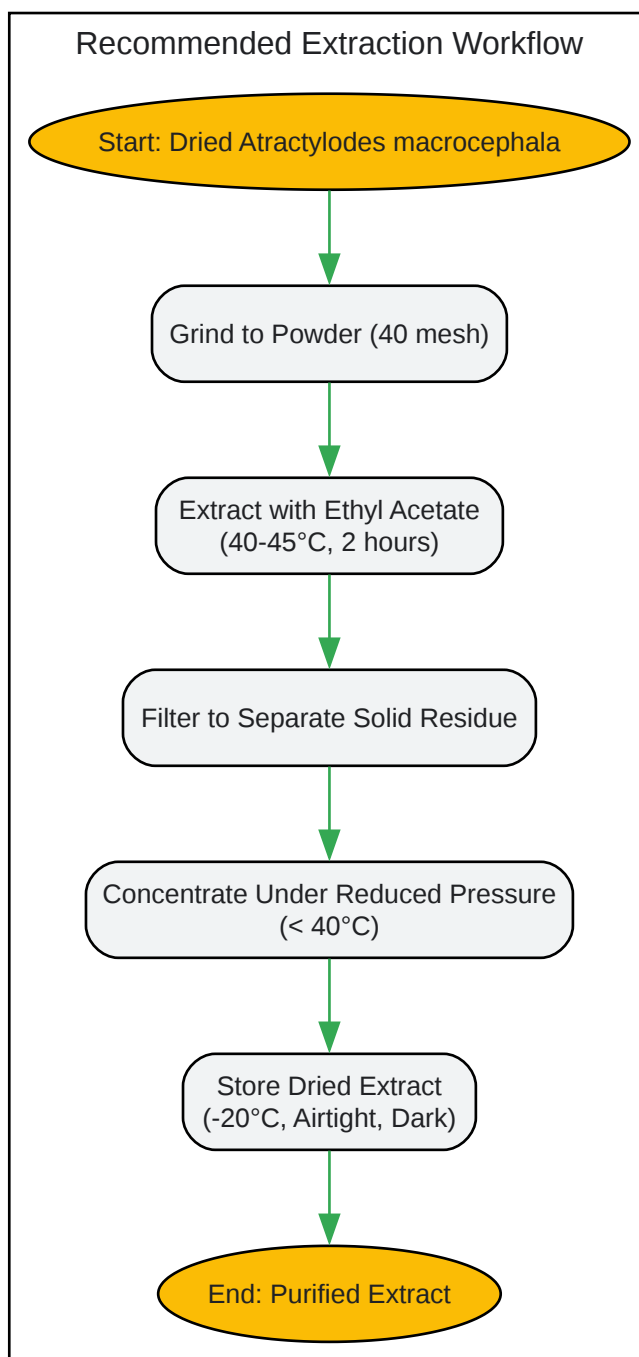 Recommended Extraction Workflow
Start: Dried Atractylodes macrocephala
Grind to Powder (40 mesh)
Extract with Ethyl Acetate
(40-45°C, 2 hours)
Filter to Separate Solid Residue
Concentrate Under Reduced Pressure
(< 40°C)
Store Dried Extract
(-20°C, Airtight, Dark)
End: Purified Extract